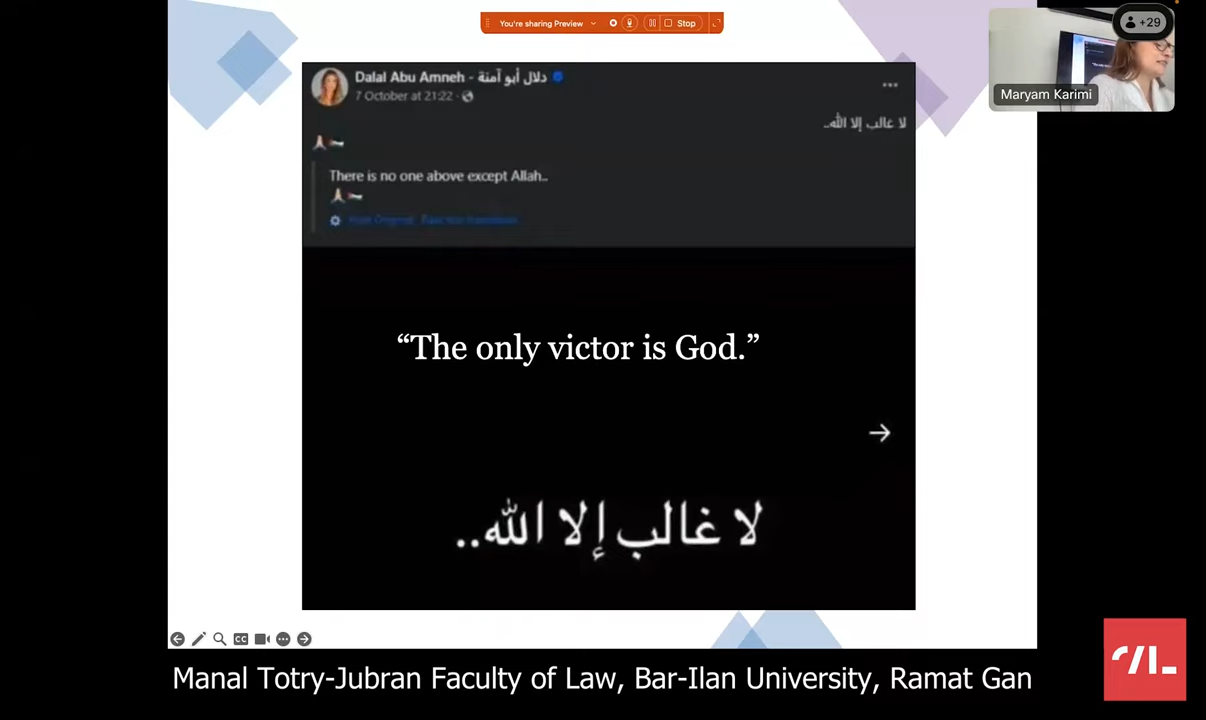 You're sharing Preview
Stop
+29
Maryam Karimi
Dalal Abu Amneh - دلال أبو آمنة
7 October at 21:22
لا غالب إلا الله..
There is no one above except Allah..
“The only victor is God.”
لا غالب إلا الله..
CC
Manal Totry-Jubran Faculty of Law, Bar-Ilan University, Ramat Gan